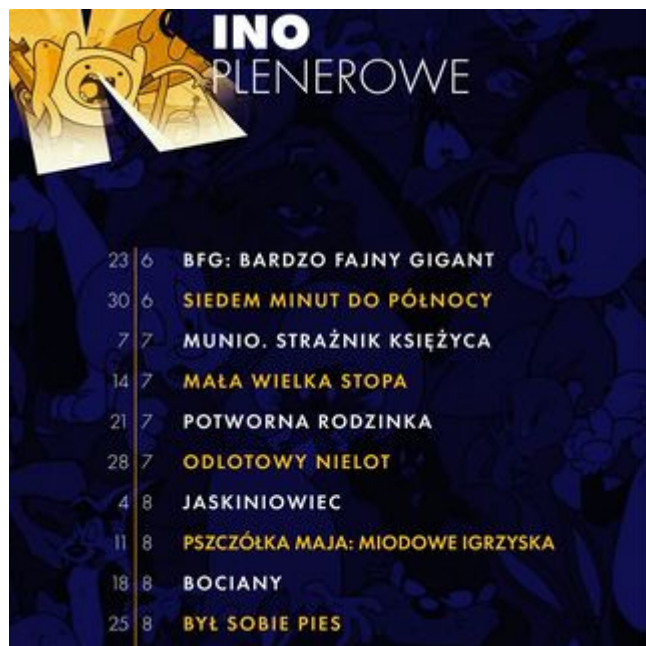 INO
PLENEROWE
23 6 BFG: BARDZO FAJNY GIGANT
30 6 SIEDEM MINUT DO PÓŁNOCY
7 7 MUNIO. STRAŻNIK KSIĘŻYCA
14 7 MAŁA WIELKA STOPA
21 7 POTWORNA RODZINKA
28 7 ODLOTOWY NIELOT
4 8 JASKINIOWIEC
11 8 PSZCZÓŁKA MAJA: MIODOWE IGRZYSKA
18 8 BOCIANY
25 8 BYŁ SOBIE PIES